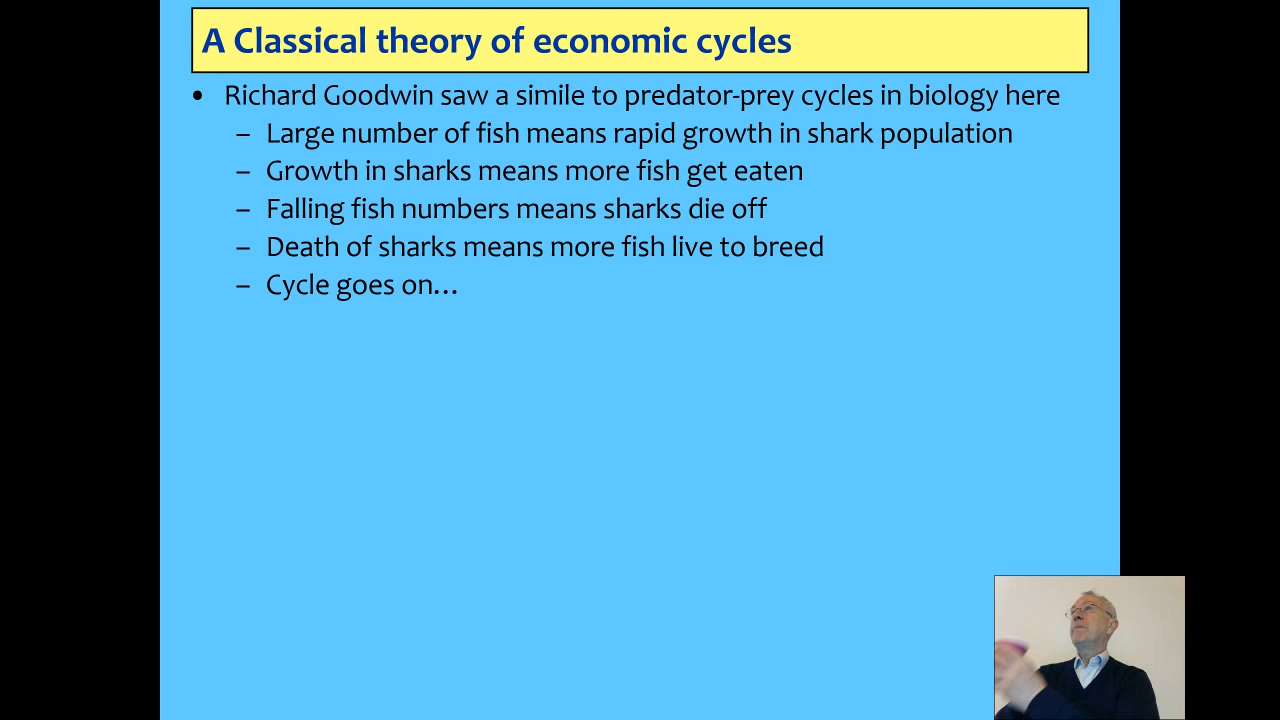 A Classical theory of economic cycles
• Richard Goodwin saw a simile to predator-prey cycles in biology here
– Large number of fish means rapid growth in shark population
– Growth in sharks means more fish get eaten
– Falling fish numbers means sharks die off
– Death of sharks means more fish live to breed
– Cycle goes on…